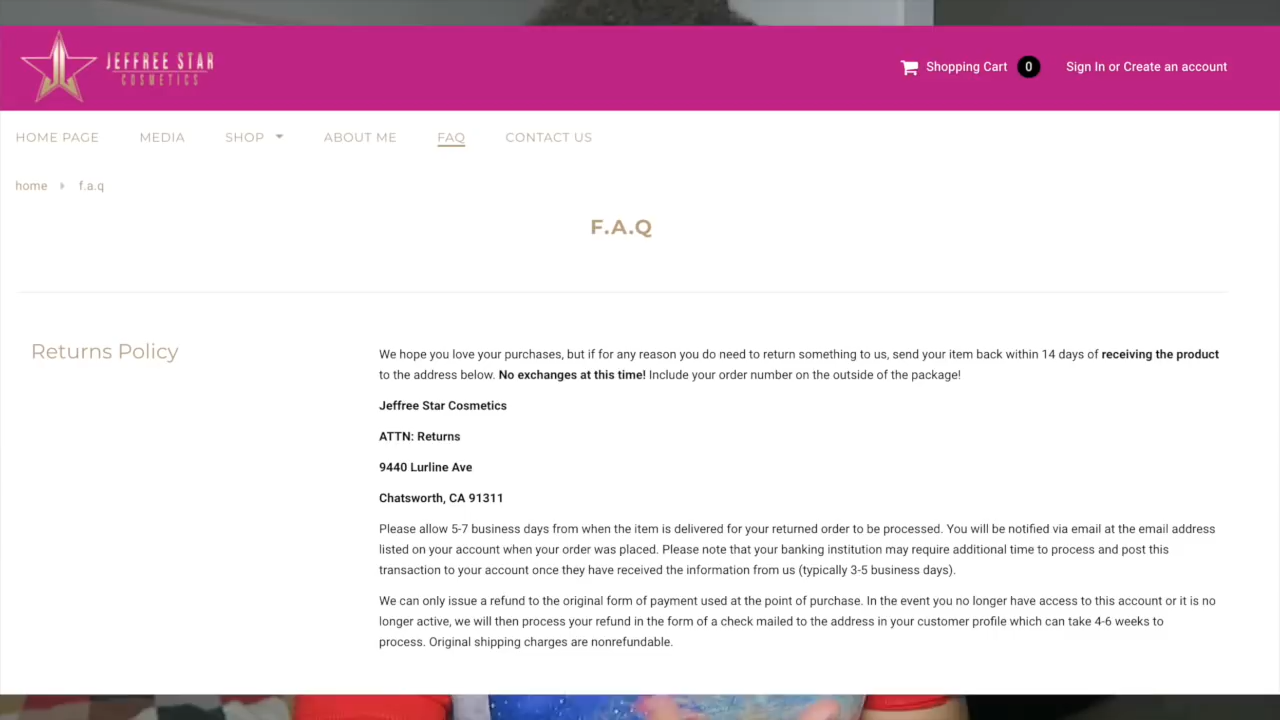 JEFFREE STAR
COSMETICS
Shopping Cart 0 Sign In or Create an account
HOME PAGE MEDIA SHOP ABOUT ME FAQ CONTACT US
home f.a.q
F.A.Q
Returns Policy
We hope you love your purchases, but if for any reason you do need to return something to us, send your item back within 14 days of receiving the product
to the address below. No exchanges at this time! Include your order number on the outside of the package!
Jeffree Star Cosmetics
ATTN: Returns
9440 Lurline Ave
Chatsworth, CA 91311
Please allow 5-7 business days from when the item is delivered for your returned order to be processed. You will be notified via email at the email address
listed on your account when your order was placed. Please note that your banking institution may require additional time to process and post this
transaction to your account once they have received the information from us (typically 3-5 business days).
We can only issue a refund to the original form of payment used at the point of purchase. In the event you no longer have access to this account or it is no
longer active, we will then process your refund in the form of a check mailed to the address in your customer profile which can take 4-6 weeks to
process. Original shipping charges are nonrefundable.